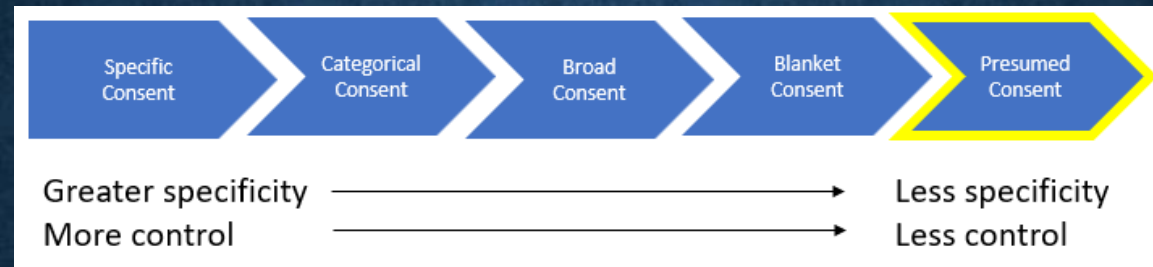 Specific
Consent
Categorical
Consent
Broad
Consent
Blanket
Consent
Presumed
Consent
Greater specificity
Less specificity
More control
Less control